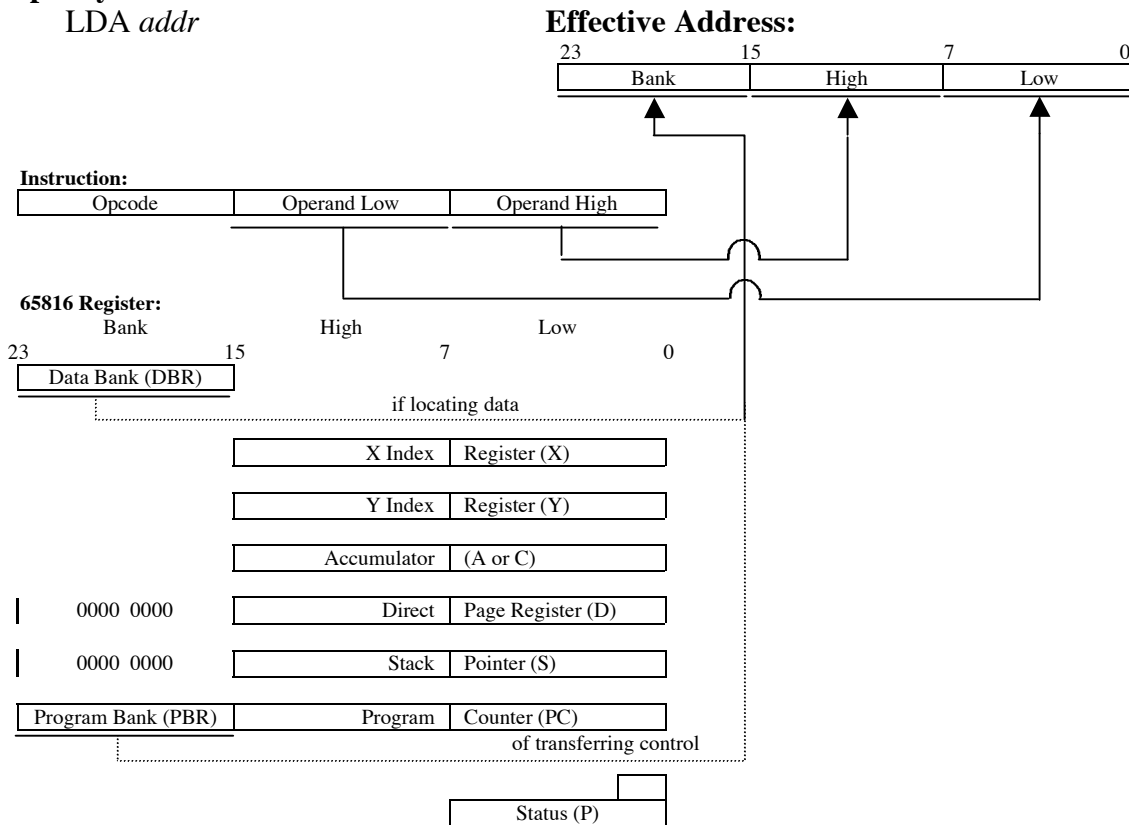 LDA addr
Effective Address:
23 15 7 0
Bank High Low
Instruction:
Opcode Operand Low Operand High
65816 Register:
Bank High Low
23 15 7 0
Data Bank (DBR)
if locating data
X Index Register (X)
Y Index Register (Y)
Accumulator (A or C)
0000 0000 Direct Page Register (D)
0000 0000 Stack Pointer (S)
Program Bank (PBR) Program Counter (PC)
of transferring control
Status (P)